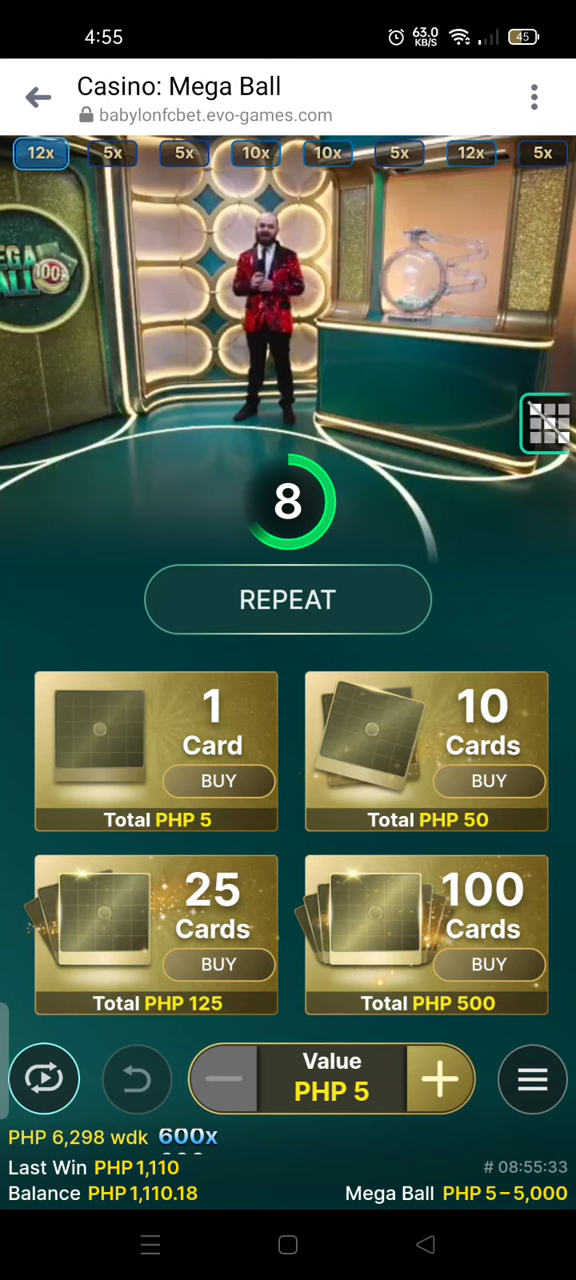 4:55
63.0
KB/S
45
Casino: Mega Ball
babylonfcbet.evo-games.com
12x 5x 5x 10x 10x 5x 12x 5x
100x
8
REPEAT
1
Card
BUY
Total PHP 5
10
Cards
BUY
Total PHP 50
25
Cards
BUY
Total PHP 125
100
Cards
BUY
Total PHP 500
Value
PHP 5
PHP 6,298 wdk 600x
Last Win PHP 1,110
# 08:55:33
Balance PHP 1,110.18
Mega Ball PHP 5–5,000